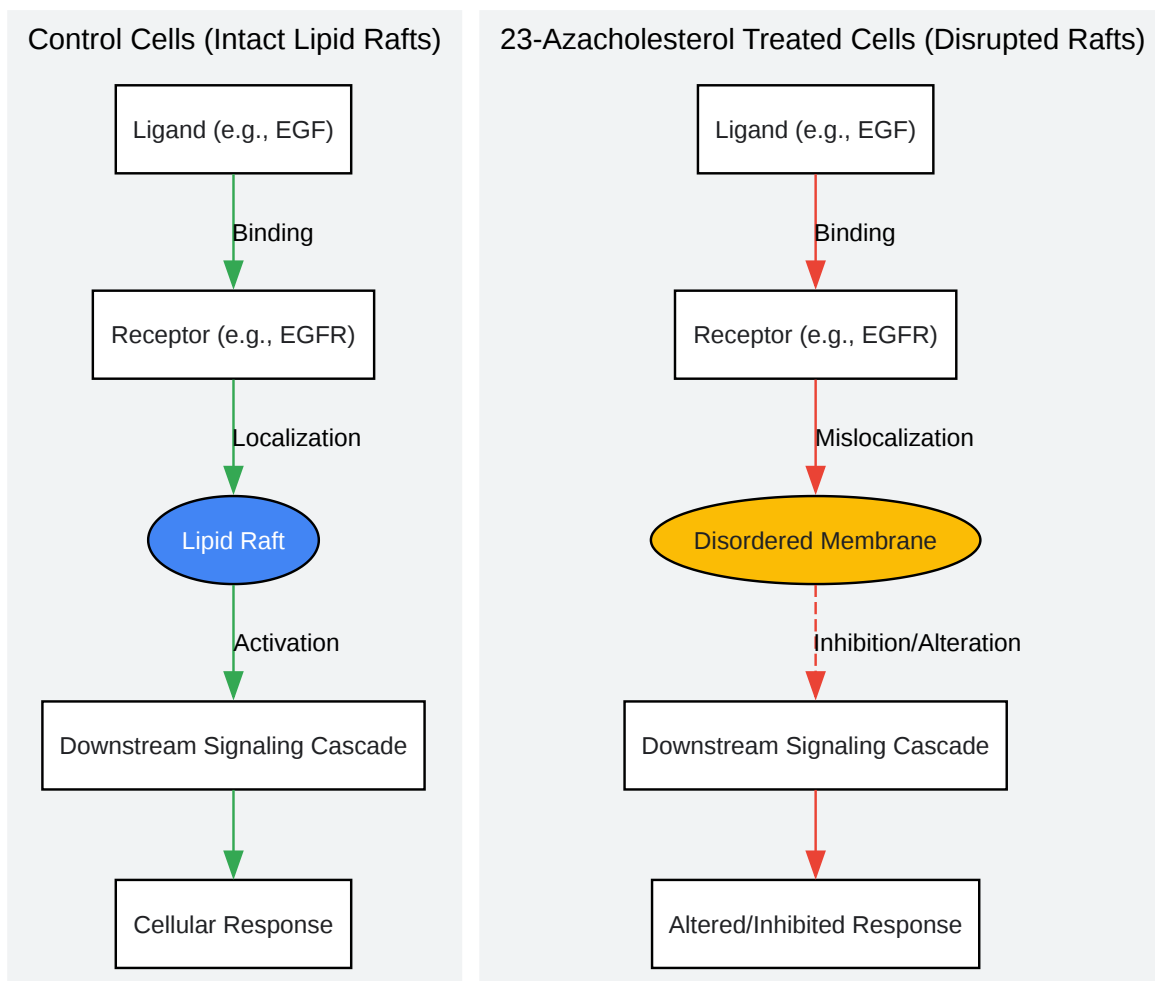 Control Cells (Intact Lipid Rafts)
Ligand (e.g., EGF)
Binding
Receptor (e.g., EGFR)
Localization
Lipid Raft
Activation
Downstream Signaling Cascade
Cellular Response
23-Azacholesterol Treated Cells (Disrupted Rafts)
Ligand (e.g., EGF)
Binding
Receptor (e.g., EGFR)
Mislocalization
Disordered Membrane
Inhibition/Alteration
Downstream Signaling Cascade
Altered/Inhibited Response